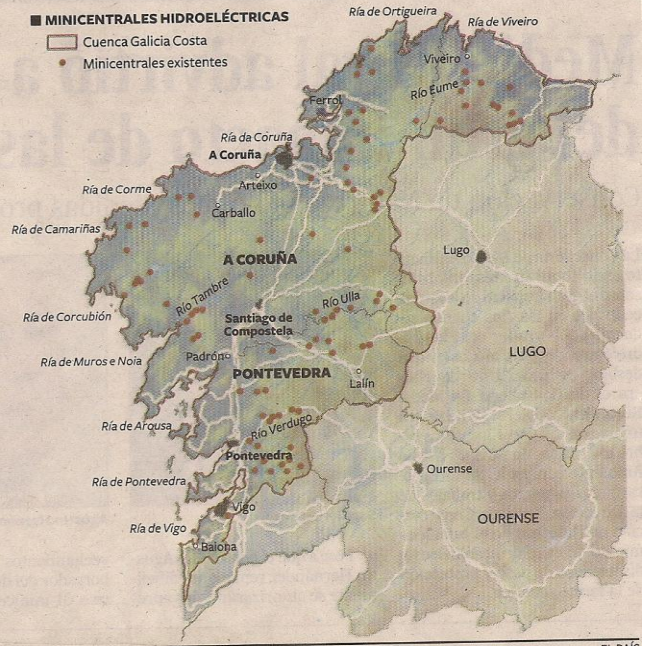 MINICENTRALES HIDROELÉCTRICAS
Cuenca Galicia Costa
Minicentrales existentes
Ría de Ortigueira
Ría de Viveiro
Viveiro
Río Eume
Ferrol
Ría da Coruña
A Coruña
Arteixo
Ría de Corme
Carballo
Ría de Camariñas
A CORUÑA
Lugo
Río Tambre
Río Ulla
Ría de Corcubión
Santiago de
Compostela
LUGO
Padrón
Ría de Muros e Noia
PONTEVEDRA
Lalín
Ría de Arousa
Río Verdugo
Pontevedra
Ourense
Ría de Pontevedra
Vigo
OURENSE
Ría de Vigo
Baiona
EL PAÍS